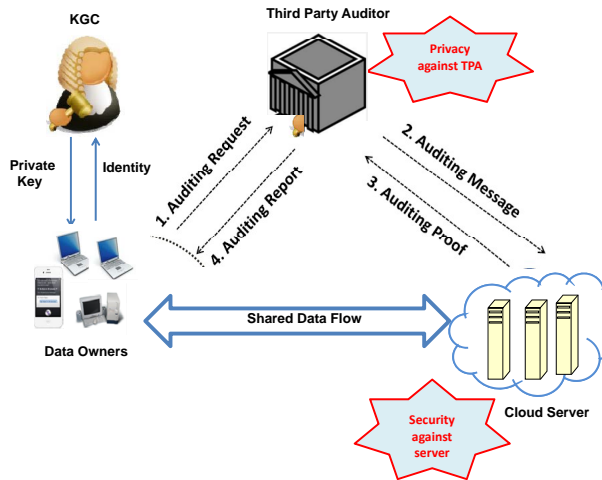 KGC
Third Party Auditor
Privacy
against TPA
Private
Key
Identity
1. Auditing Request
4. Auditing Report
2. Auditing Message
3. Auditing Proof
Shared Data Flow
Data Owners
Cloud Server
Security
against
server